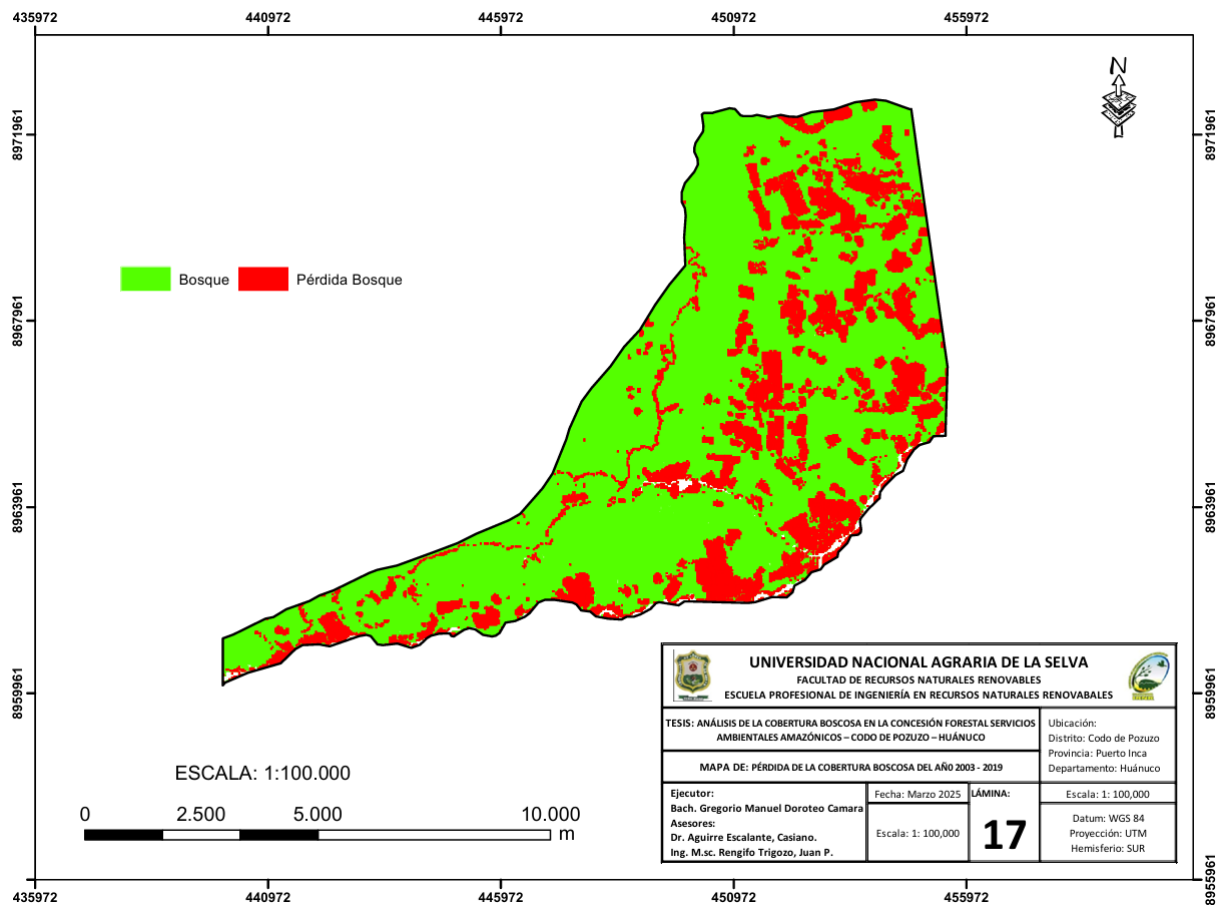 435972 440972 445972 450972 455972
N
8971961 8971961
Bosque Pérdida Bosque
8967961 8967961
8963961 8963961
8959961 8959961
UNIVERSIDAD NACIONAL AGRARIA DE LA SELVA
FACULTAD DE RECURSOS NATURALES RENOVABLES
ESCUELA PROFESIONAL DE INGENIERÍA EN RECURSOS NATURALES RENOVABALES
TESIS: ANÁLISIS DE LA COBERTURA BOSCOSA EN LA CONCESIÓN FORESTAL SERVICIOS
AMBIENTALES AMAZÓNICOS – CODO DE POZUZO – HUÁNUCO
Ubicación:
Distrito: Codo de Pozuzo
Provincia: Puerto Inca
Departamento: Huánuco
MAPA DE: PÉRDIDA DE LA COBERTURA BOSCOSA DEL AÑO 2003 - 2019
Ejecutor:
Bach. Gregorio Manuel Doroteo Camara
Asesores:
Dr. Aguirre Escalante, Casiano.
Ing. M.sc. Rengifo Trigozo, Juan P.
Fecha: Marzo 2025
Escala: 1: 100,000
LÁMINA:
17
Escala: 1: 100,000
Datum: WGS 84
Proyección: UTM
Hemisferio: SUR
ESCALA: 1:100.000
0 2.500 5.000 10.000
m
8955961 8955961
435972 440972 445972 450972 455972